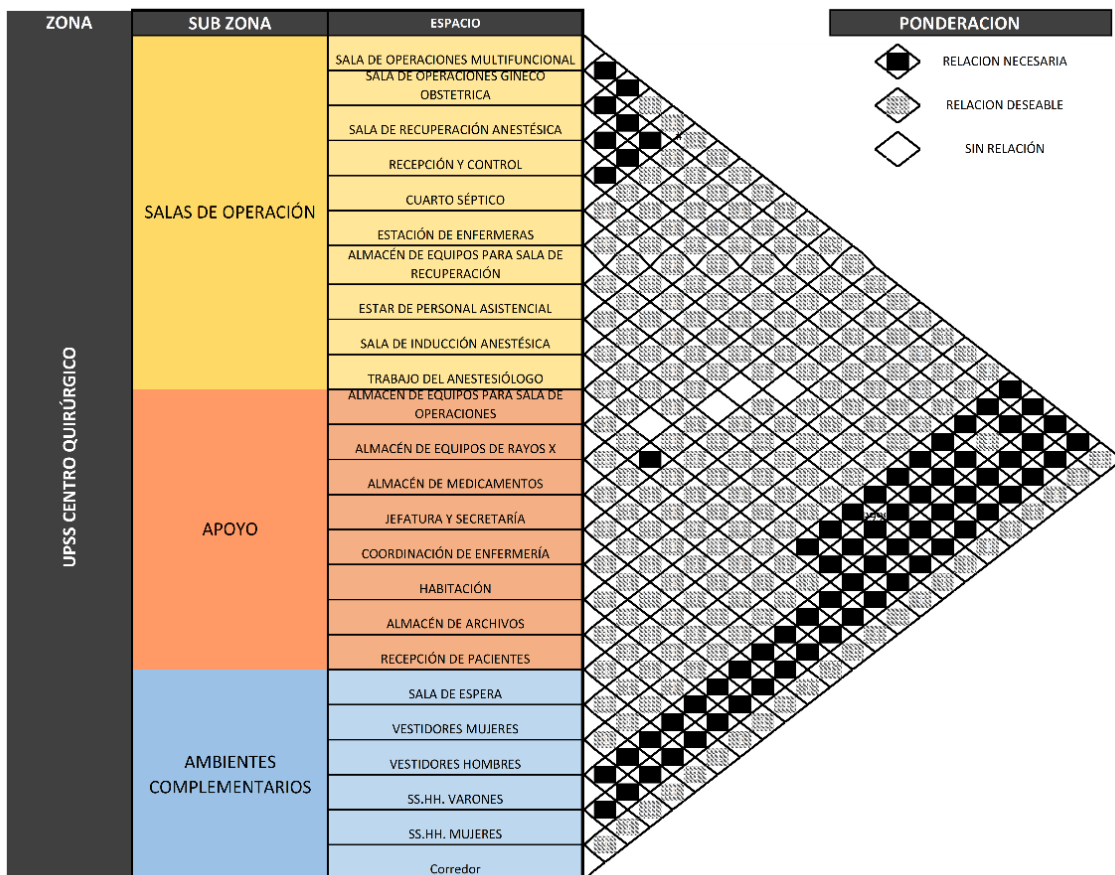 ZONA
SUB ZONA
ESPACIO
PONDERACION
RELACION NECESARIA
RELACION DESEABLE
SIN RELACIÓN
UPSS CENTRO QUIRÚRGICO
SALAS DE OPERACIÓN
SALA DE OPERACIONES MULTIFUNCIONAL
SALA DE OPERACIONES GINECO
OBSTETRICA
SALA DE RECUPERACIÓN ANESTÉSICA
RECEPCIÓN Y CONTROL
CUARTO SÉPTICO
ESTACIÓN DE ENFERMERAS
ALMACÉN DE EQUIPOS PARA SALA DE
RECUPERACIÓN
ESTAR DE PERSONAL ASISTENCIAL
SALA DE INDUCCIÓN ANESTÉSICA
TRABAJO DEL ANESTESIÓLOGO
APOYO
ALMACEN DE EQUIPOS PARA SALA DE
OPERACIONES
ALMACÉN DE EQUIPOS DE RAYOS X
ALMACÉN DE MEDICAMENTOS
JEFATURA Y SECRETARÍA
COORDINACIÓN DE ENFERMERÍA
HABITACIÓN
ALMACÉN DE ARCHIVOS
RECEPCIÓN DE PACIENTES
AMBIENTES
COMPLEMENTARIOS
SALA DE ESPERA
VESTIDORES MUJERES
VESTIDORES HOMBRES
SS.HH. VARONES
SS.HH. MUJERES
Corredor